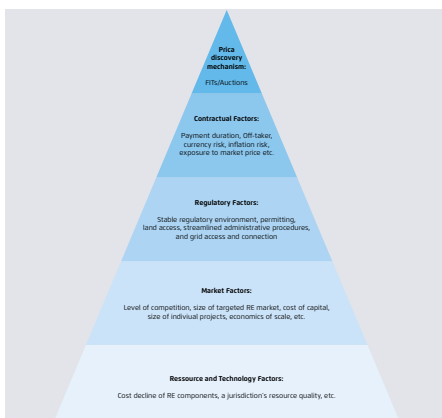 Prica
discovery
mechanism:
FITs/Auctions
Contractual Factors:
Payment duration, Off-taker,
currency risk, inflation risk,
exposure to market price etc.
Regulatory Factors:
Stable regulatory environment, permitting,
land access, streamlined administrative procedures,
and grid access and connection
Market Factors:
Level of competition, size of targeted RE market, cost of capital,
size of indiviual projects, economics of scale, etc.
Ressource and Technology Factors:
Cost decline of RE components, a jurisdiction's resource quality, etc.